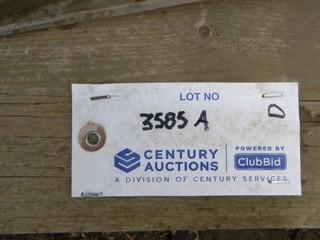 LOT NO
3585 A
D
CENTURY
AUCTIONS
POWERED BY
ClubBid
A DIVISION OF CENTURY SERVICES